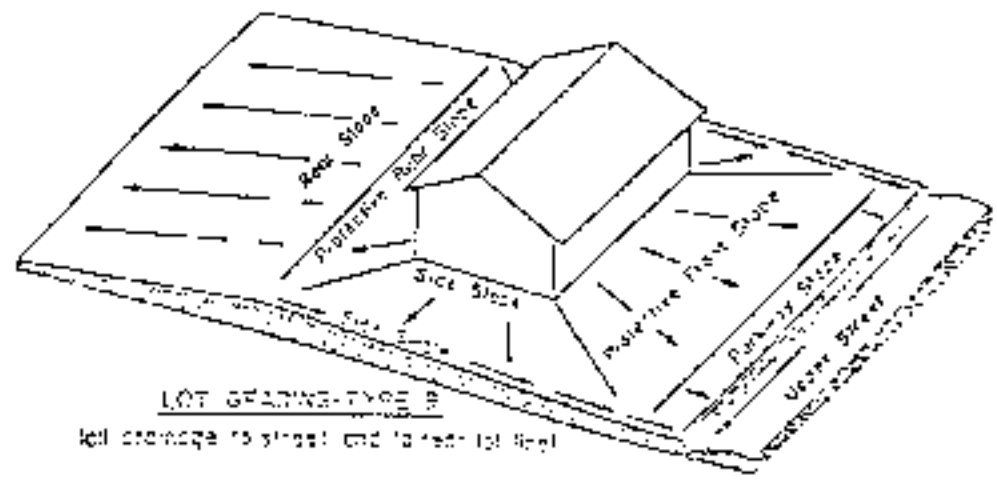 Rear Slope
Protective Rear Slope
Side Slope
Side
Protective Front Slope
Parkway Slope
Upper Street
LOT GRADING-TYPE B
drainage to street and to rear lot line